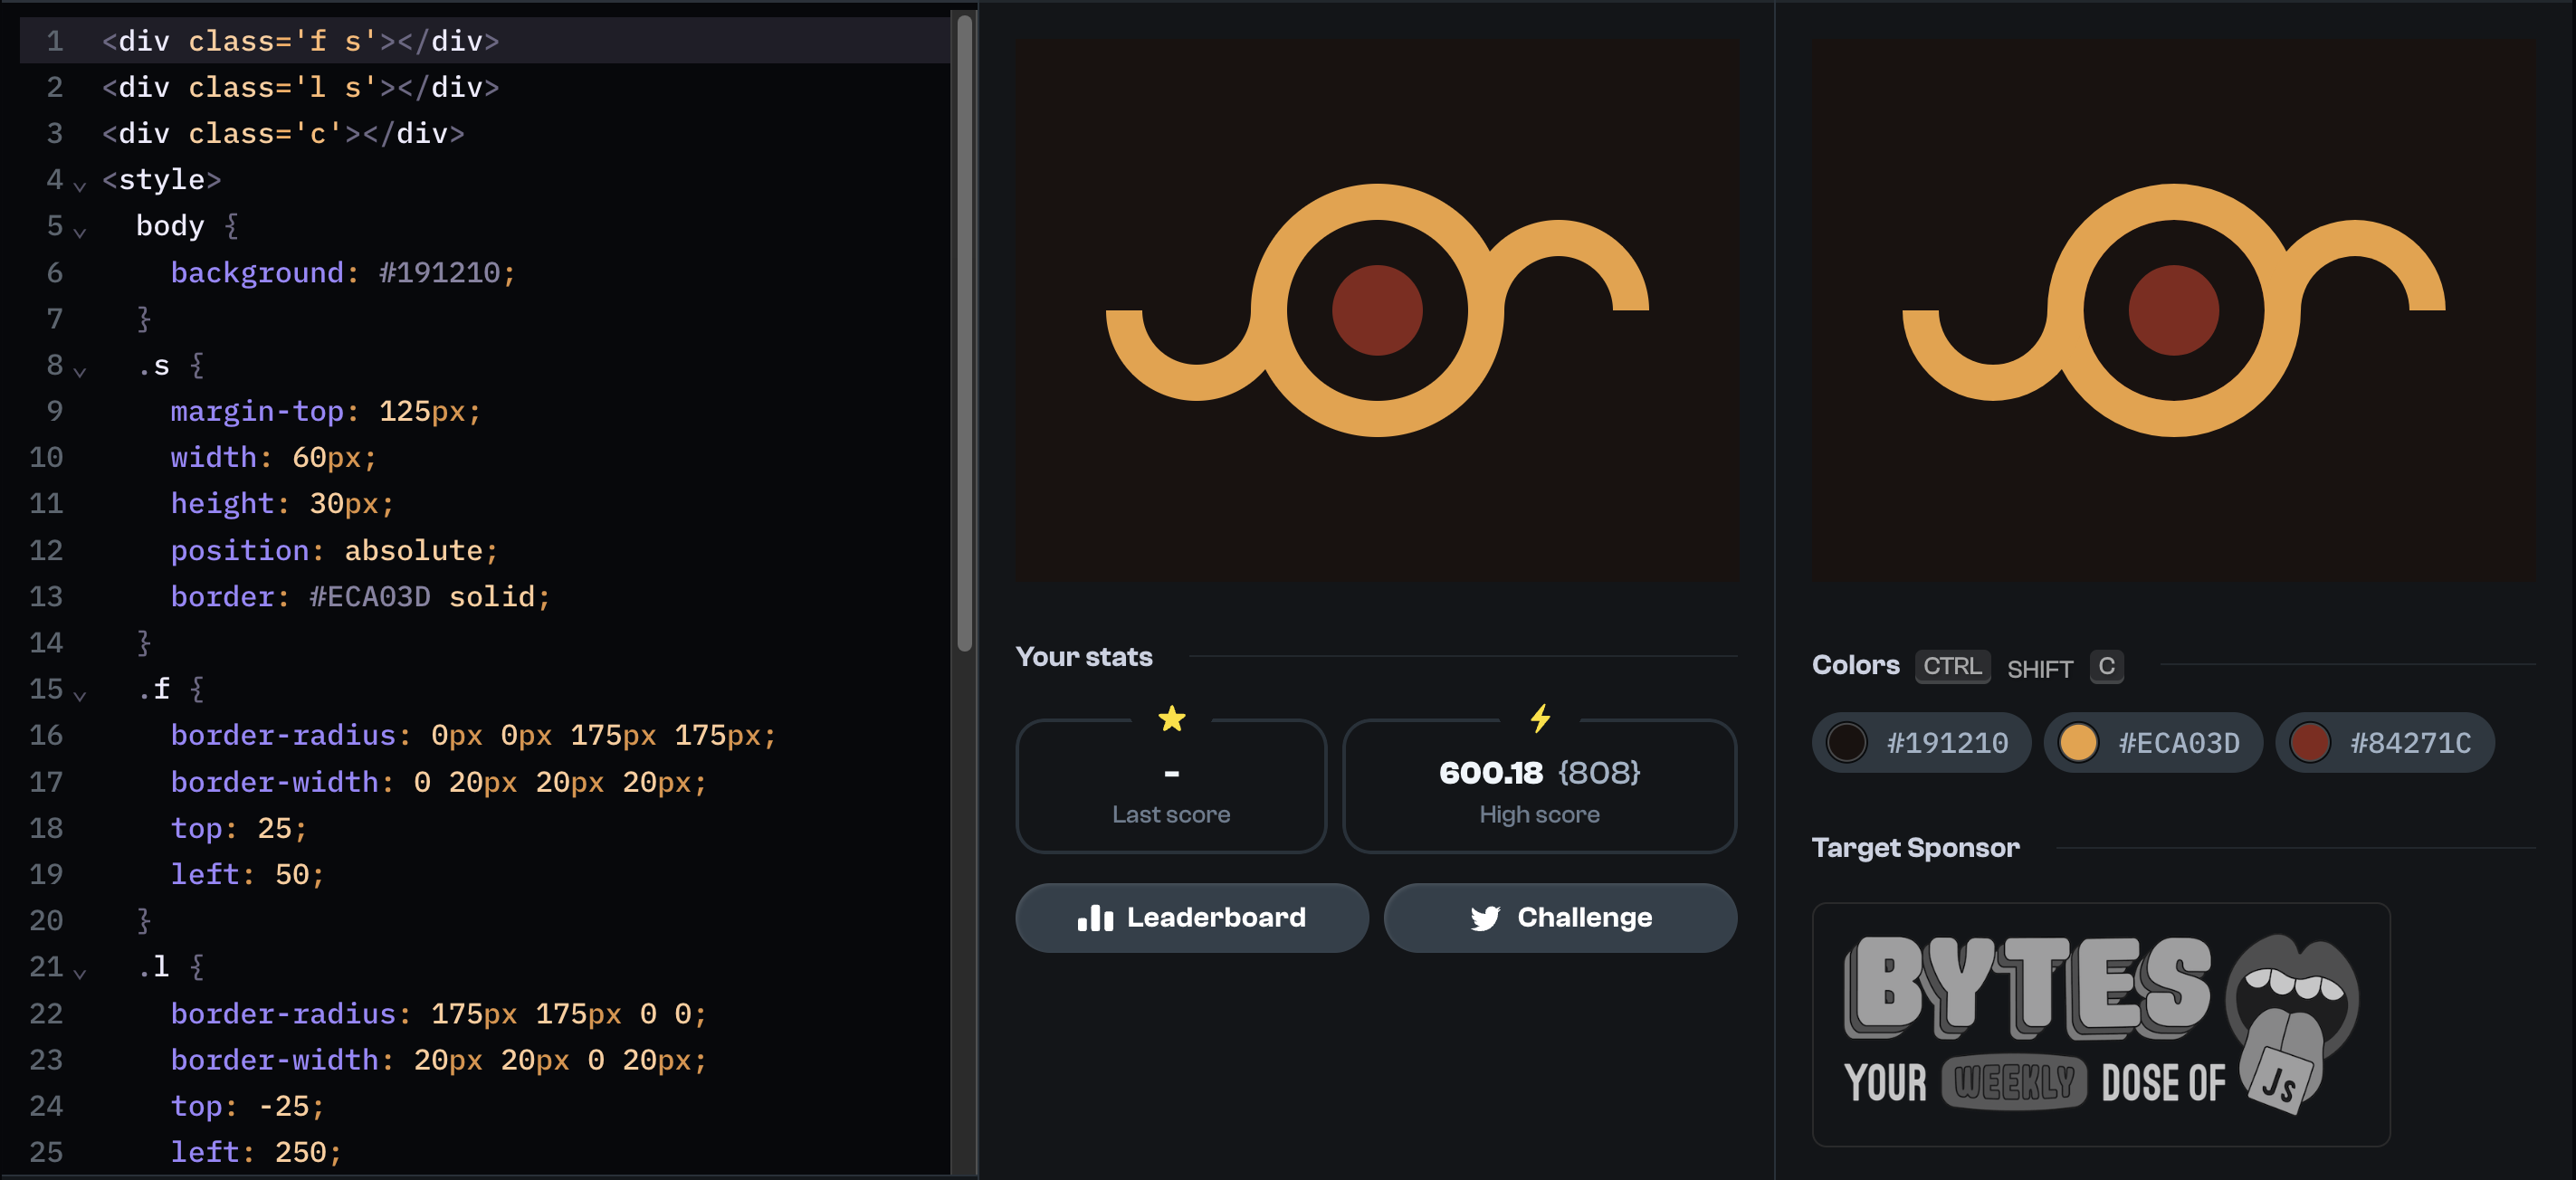 1 <div class='f s'></div>
2 <div class='l s'></div>
3 <div class='c'></div>
4 <style>
5 body {
6 background: #191210;
7 }
8 .s {
9 margin-top: 125px;
10 width: 60px;
11 height: 30px;
12 position: absolute;
13 border: #ECA03D solid;
14 }
15 .f {
16 border-radius: 0px 0px 175px 175px;
17 border-width: 0 20px 20px 20px;
18 top: 25;
19 left: 50;
20 }
21 .l {
22 border-radius: 175px 175px 0 0;
23 border-width: 20px 20px 0 20px;
24 top: -25;
25 left: 250;
Your stats
-
Last score
600.18 {808}
High score
Leaderboard
Challenge
Colors CTRL SHIFT C
#191210 #ECA03D #84271C
Target Sponsor
BYTES
YOUR WEEKLY DOSE OF JS